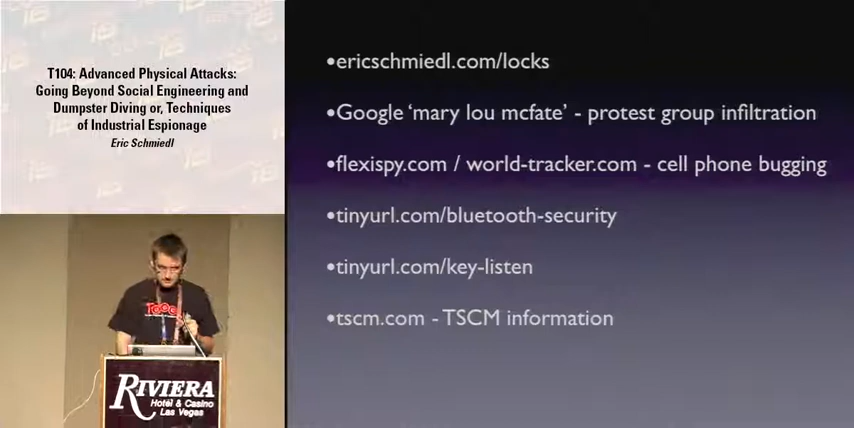 T104: Advanced Physical Attacks:
Going Beyond Social Engineering and
Dumpster Diving or, Techniques
of Industrial Espionage
Eric Schmiedl
•ericschmiedl.com/locks
•Google ‘mary lou mcfate’ - protest group infiltration
•flexispy.com / world-tracker.com - cell phone bugging
•tinyurl.com/bluetooth-security
•tinyurl.com/key-listen
•tscm.com - TSCM information
RIVIERA
Hotel & Casino
Las Vegas